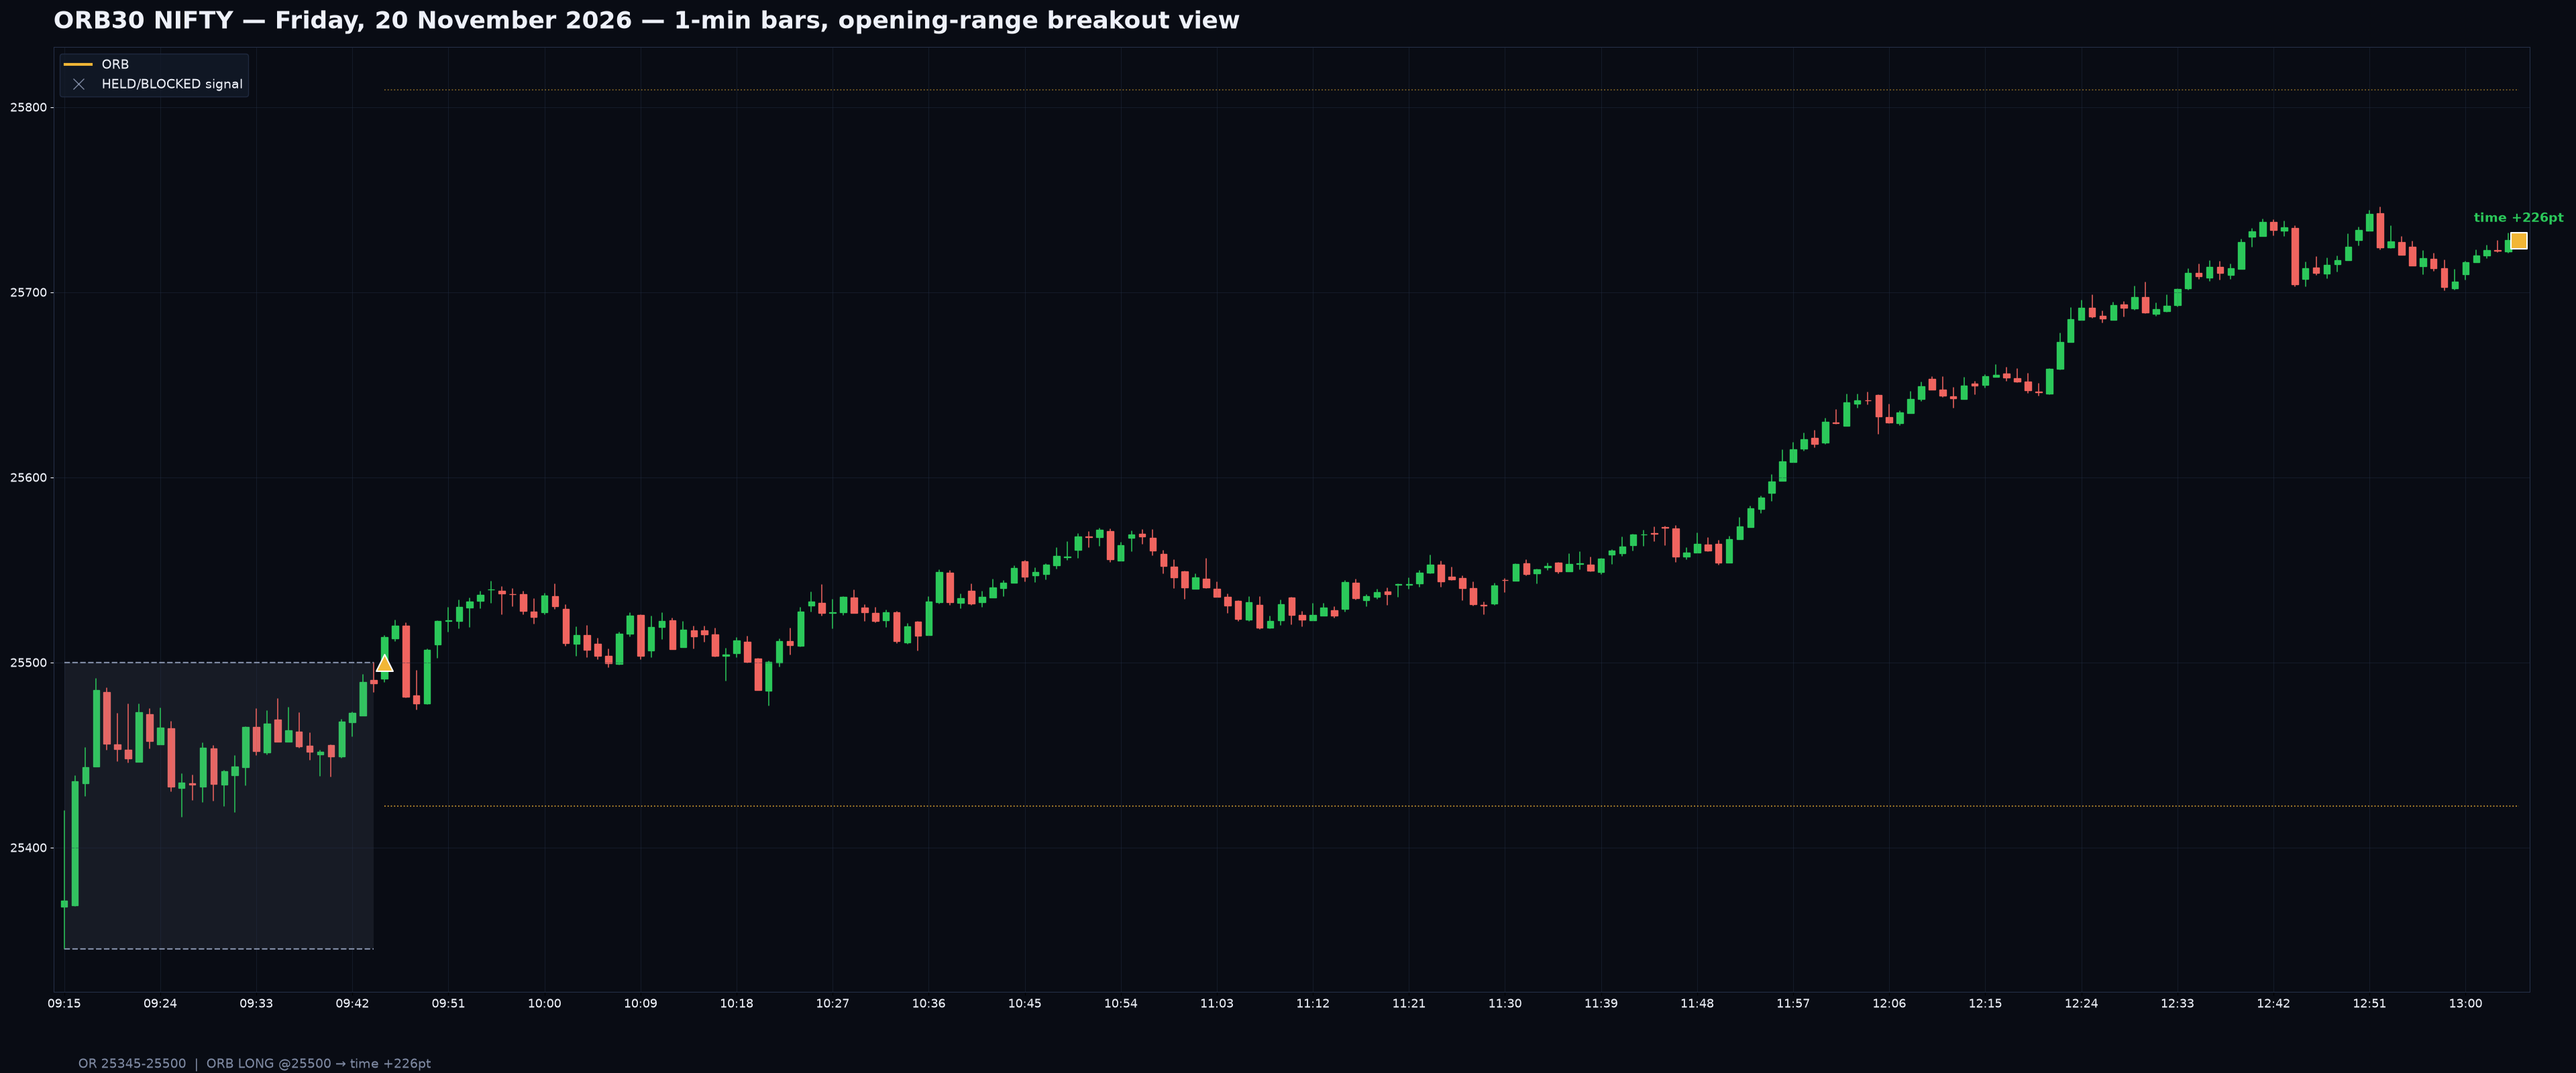 ORB30 NIFTY — Friday, 20 November 2026 — 1-min bars, opening-range breakout view
ORB
HELD/BLOCKED signal
25800
25700
25600
25500
25400
time +226pt
09:15 09:24 09:33 09:42 09:51 10:00 10:09 10:18 10:27 10:36 10:45 10:54 11:03 11:12 11:21 11:30 11:39 11:48 11:57 12:06 12:15 12:24 12:33 12:42 12:51 13:00
OR 25345-25500 | ORB LONG @25500 → time +226pt